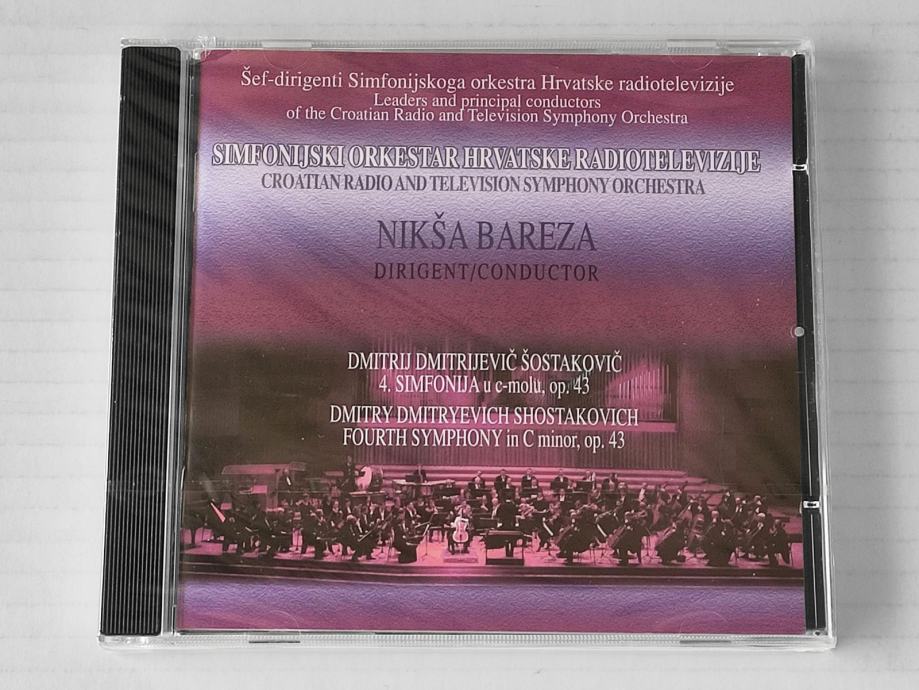 Šef-dirigenti Simfonijskoga orkestra Hrvatske radiotelevizije
Leaders and principal conductors
of the Croatian Radio and Television Symphony Orchestra
SIMFONIJSKI ORKESTAR HRVATSKE RADIOTELEVIZIJE
CROATIAN RADIO AND TELEVISION SYMPHONY ORCHESTRA
NIKŠA BAREZA
DIRIGENT/CONDUCTOR
DMITRIJ DMITRIJEVIČ ŠOSTAKOVIČ
4. SIMFONIJA u c-molu, op. 43
DMITRY DMITRYEVICH SHOSTAKOVICH
FOURTH SYMPHONY in C minor, op. 43